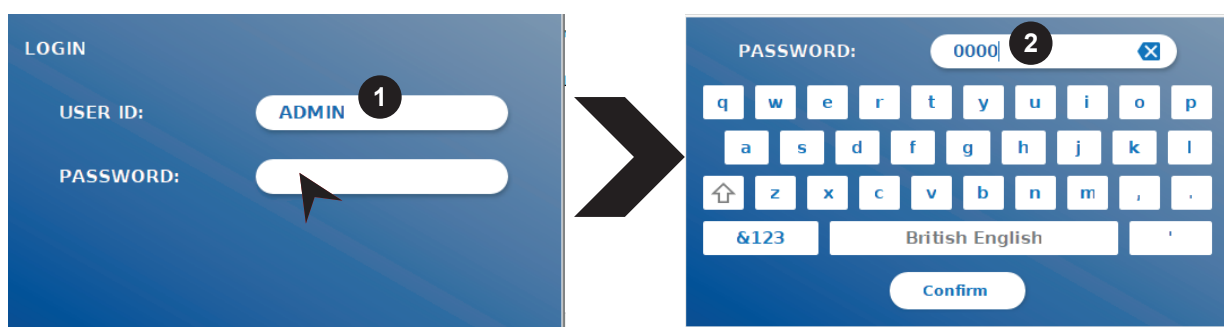 LOGIN
USER ID: ADMIN 1
PASSWORD:
PASSWORD: 0000 2
q w e r t y u i o p
a s d f g h j k l
z x c v b n m , .
&123 British English '
Confirm